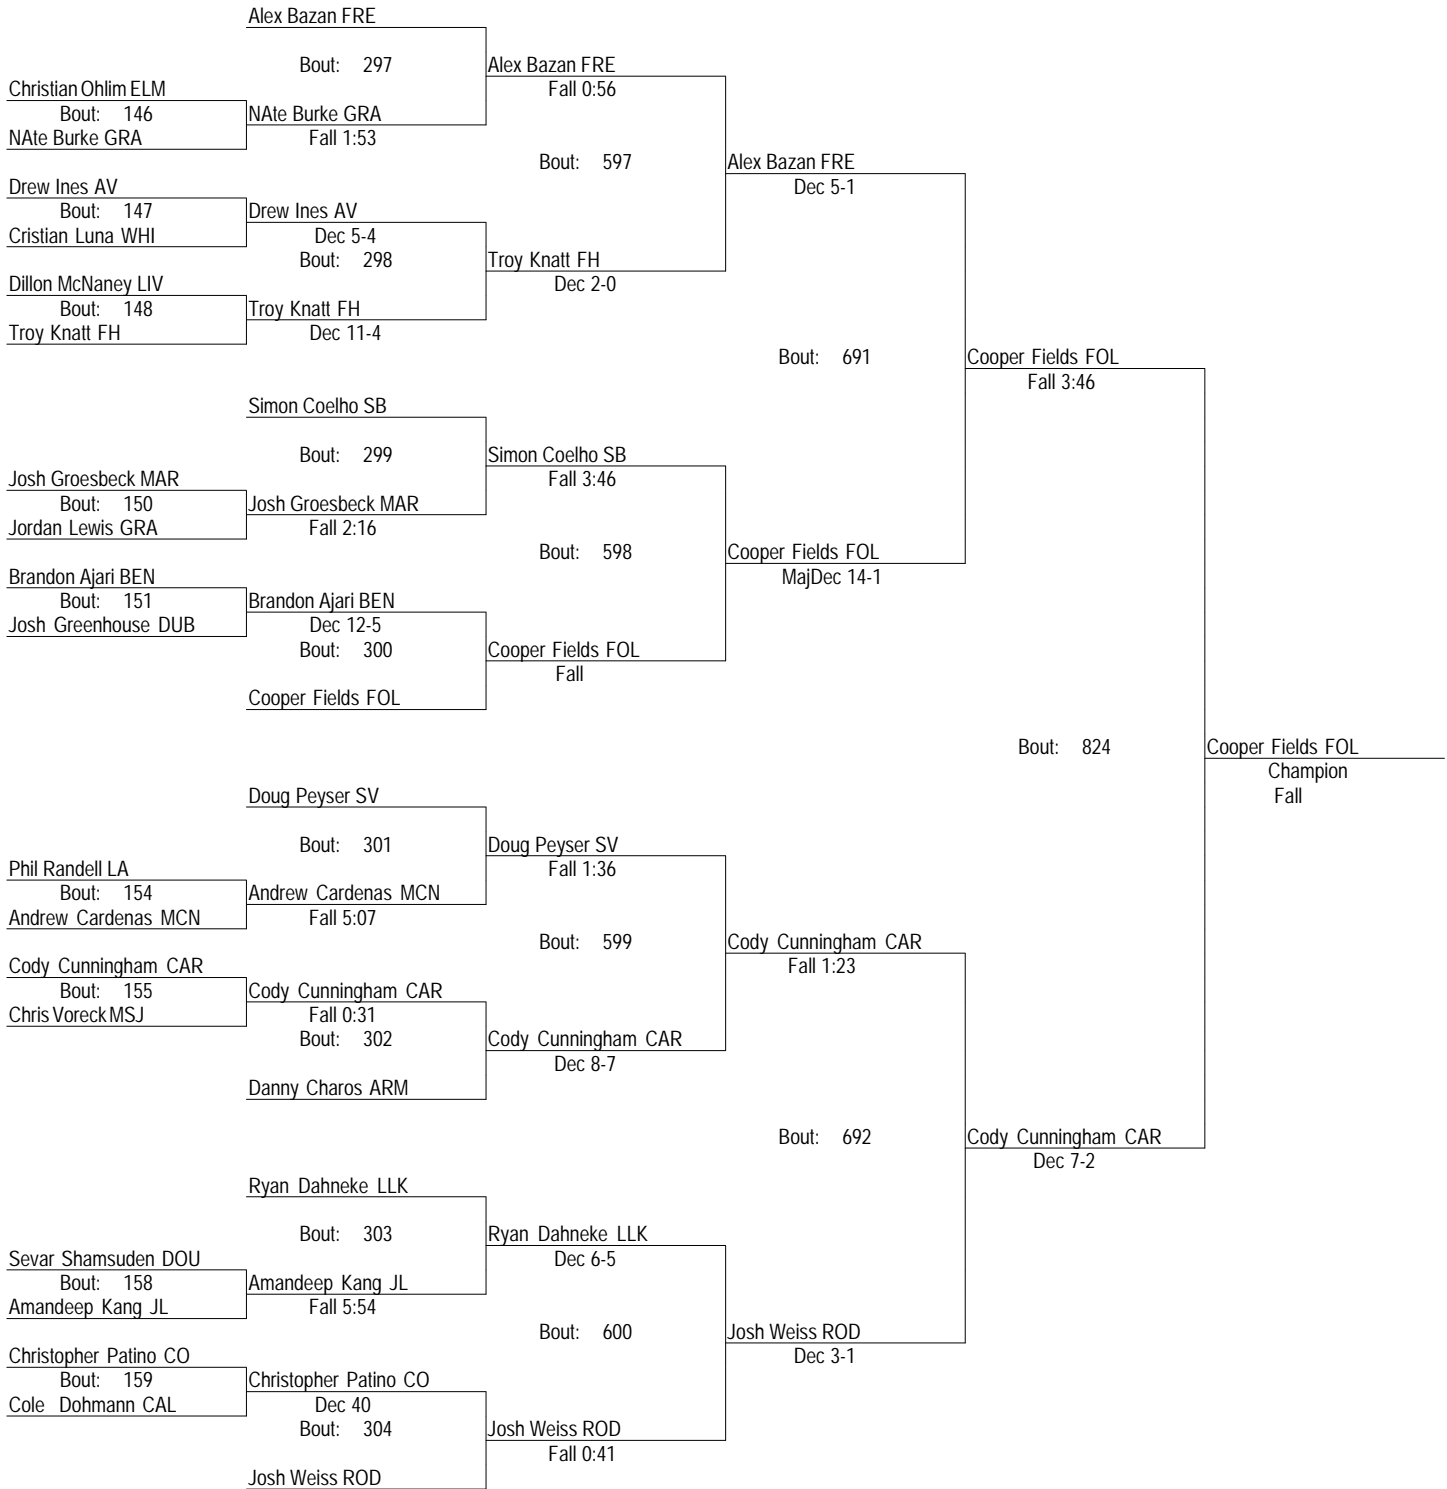 Alex Bazan FRE
Bout: 297
Alex Bazan FRE
Fall 0:56
Christian Ohlim ELM
Bout: 146
NAte Burke GRA
NAte Burke GRA
Fall 1:53
Bout: 597
Alex Bazan FRE
Dec 5-1
Drew Ines AV
Bout: 147
Cristian Luna WHI
Drew Ines AV
Dec 5-4
Bout: 298
Troy Knatt FH
Dec 2-0
Dillon McNaney LIV
Bout: 148
Troy Knatt FH
Troy Knatt FH
Dec 11-4
Bout: 691
Cooper Fields FOL
Fall 3:46
Simon Coelho SB
Bout: 299
Simon Coelho SB
Fall 3:46
Josh Groesbeck MAR
Bout: 150
Jordan Lewis GRA
Josh Groesbeck MAR
Fall 2:16
Bout: 598
Cooper Fields FOL
MajDec 14-1
Brandon Ajari BEN
Bout: 151
Josh Greenhouse DUB
Brandon Ajari BEN
Dec 12-5
Bout: 300
Cooper Fields FOL
Fall
Cooper Fields FOL
Bout: 824
Cooper Fields FOL
Champion
Fall
Doug Peyser SV
Bout: 301
Doug Peyser SV
Fall 1:36
Phil Randell LA
Bout: 154
Andrew Cardenas MCN
Andrew Cardenas MCN
Fall 5:07
Bout: 599
Cody Cunningham CAR
Fall 1:23
Cody Cunningham CAR
Bout: 155
Chris Voreck MSJ
Cody Cunningham CAR
Fall 0:31
Bout: 302
Cody Cunningham CAR
Dec 8-7
Danny Charos ARM
Bout: 692
Cody Cunningham CAR
Dec 7-2
Ryan Dahneke LLK
Bout: 303
Ryan Dahneke LLK
Dec 6-5
Sevar Shamsuden DOU
Bout: 158
Amandeep Kang JL
Amandeep Kang JL
Fall 5:54
Bout: 600
Josh Weiss ROD
Dec 3-1
Christopher Patino CO
Bout: 159
Cole Dohmann CAL
Christopher Patino CO
Dec 40
Bout: 304
Josh Weiss ROD
Fall 0:41
Josh Weiss ROD